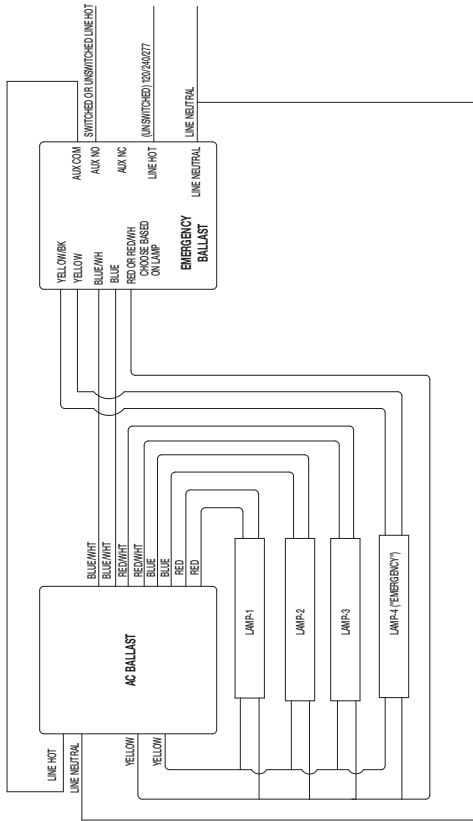 LINE HOT
LINE NEUTRAL
YELLOW
YELLOW
AC BALLAST
BLUE/WHT
BLUE/WHT
RED/WHT
RED/WHT
BLUE
BLUE
RED
RED
LAMP-1
LAMP-2
LAMP-3
LAMP-4 ("EMERGENCY")
YELLOW/BK
YELLOW
BLUE/WH
BLUE
RED OR RED/WH
CHOOSE BASED
ON LAMP
EMERGENCY
BALLAST
AUX COM
AUX NO
AUX NC
LINE HOT
LINE NEUTRAL
SWITCHED OR UNSWITCHED LINE HOT
(UNSWITCHED) 120/240/277
LINE NEUTRAL